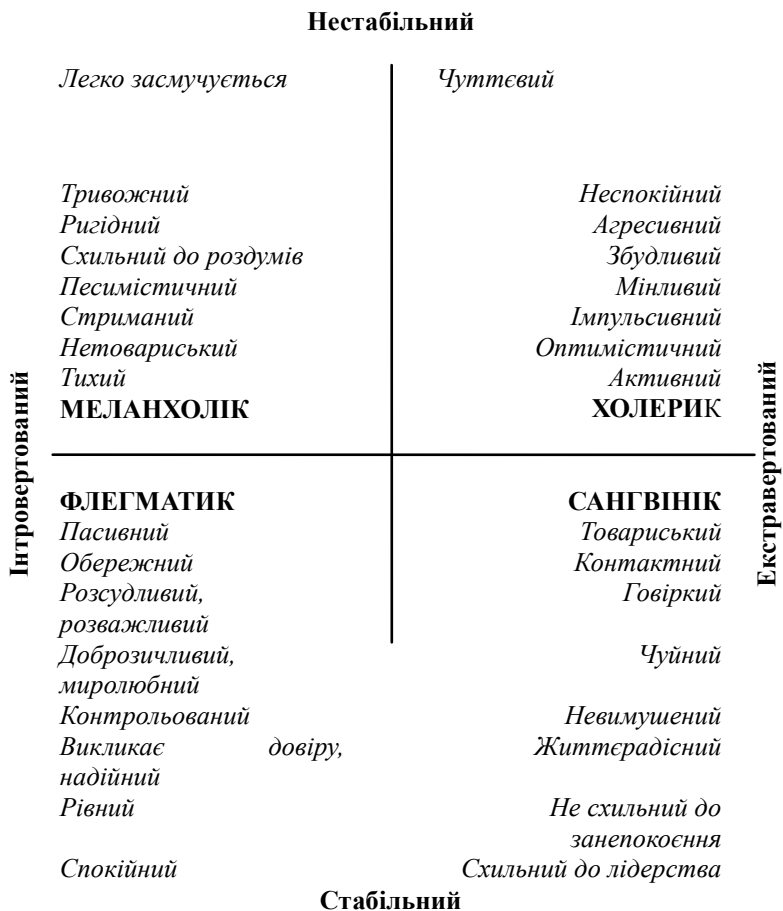 Нестабільний
Легко засмучується
Чуттєвий
Тривожний
Неспокійний
Ригідний
Агресивний
Схильний до роздумів
Збудливий
Песимістичний
Мінливий
Стриманий
Імпульсивний
Нетовариський
Оптимістичний
Тихий
Активний
МЕЛАНХОЛІК
ХОЛЕРИК
Інтровертований
Екстравертований
ФЛЕГМАТИК
САНГВІНІК
Пасивний
Товариський
Обережний
Контактний
Розсудливий,
Говіркий
розважливий
Доброзичливий,
Чуйний
миролюбний
Контрольований
Невимушений
Викликає довіру,
Життєрадісний
надійний
Рівний
Не схильний до
занепокоєння
Спокійний
Схильний до лідерства
Стабільний